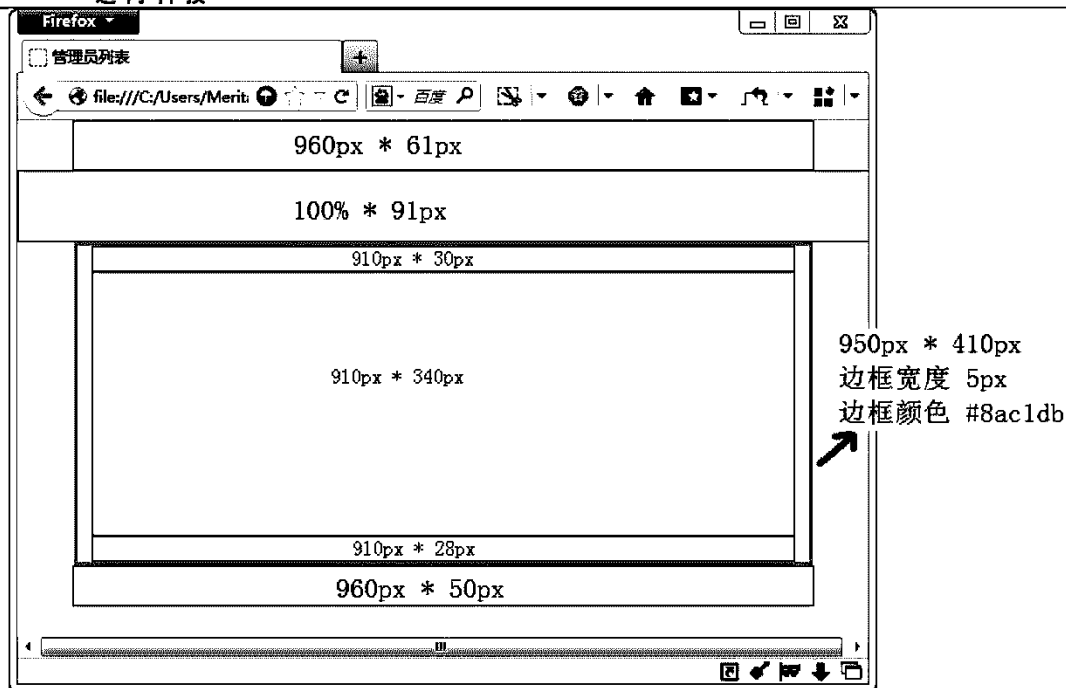 Firefox
管理员列表
file:///C:/Users/Merit
百度
960px * 61px
100% * 91px
910px * 30px
910px * 340px
950px * 410px
边框宽度 5px
边框颜色 #8ac1db
910px * 28px
960px * 50px